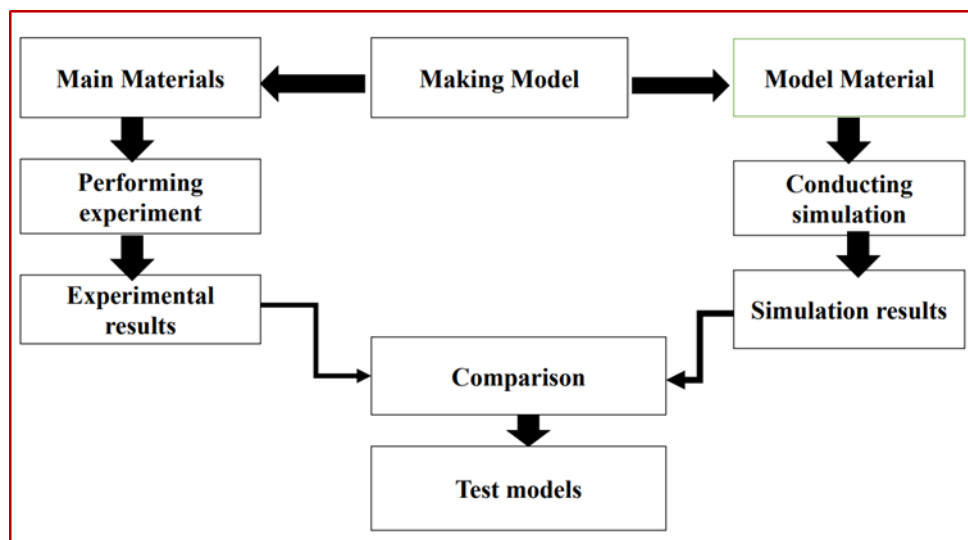 Main Materials
Making Model
Model Material
Performing
experiment
Conducting
simulation
Experimental
results
Simulation results
Comparison
Test models